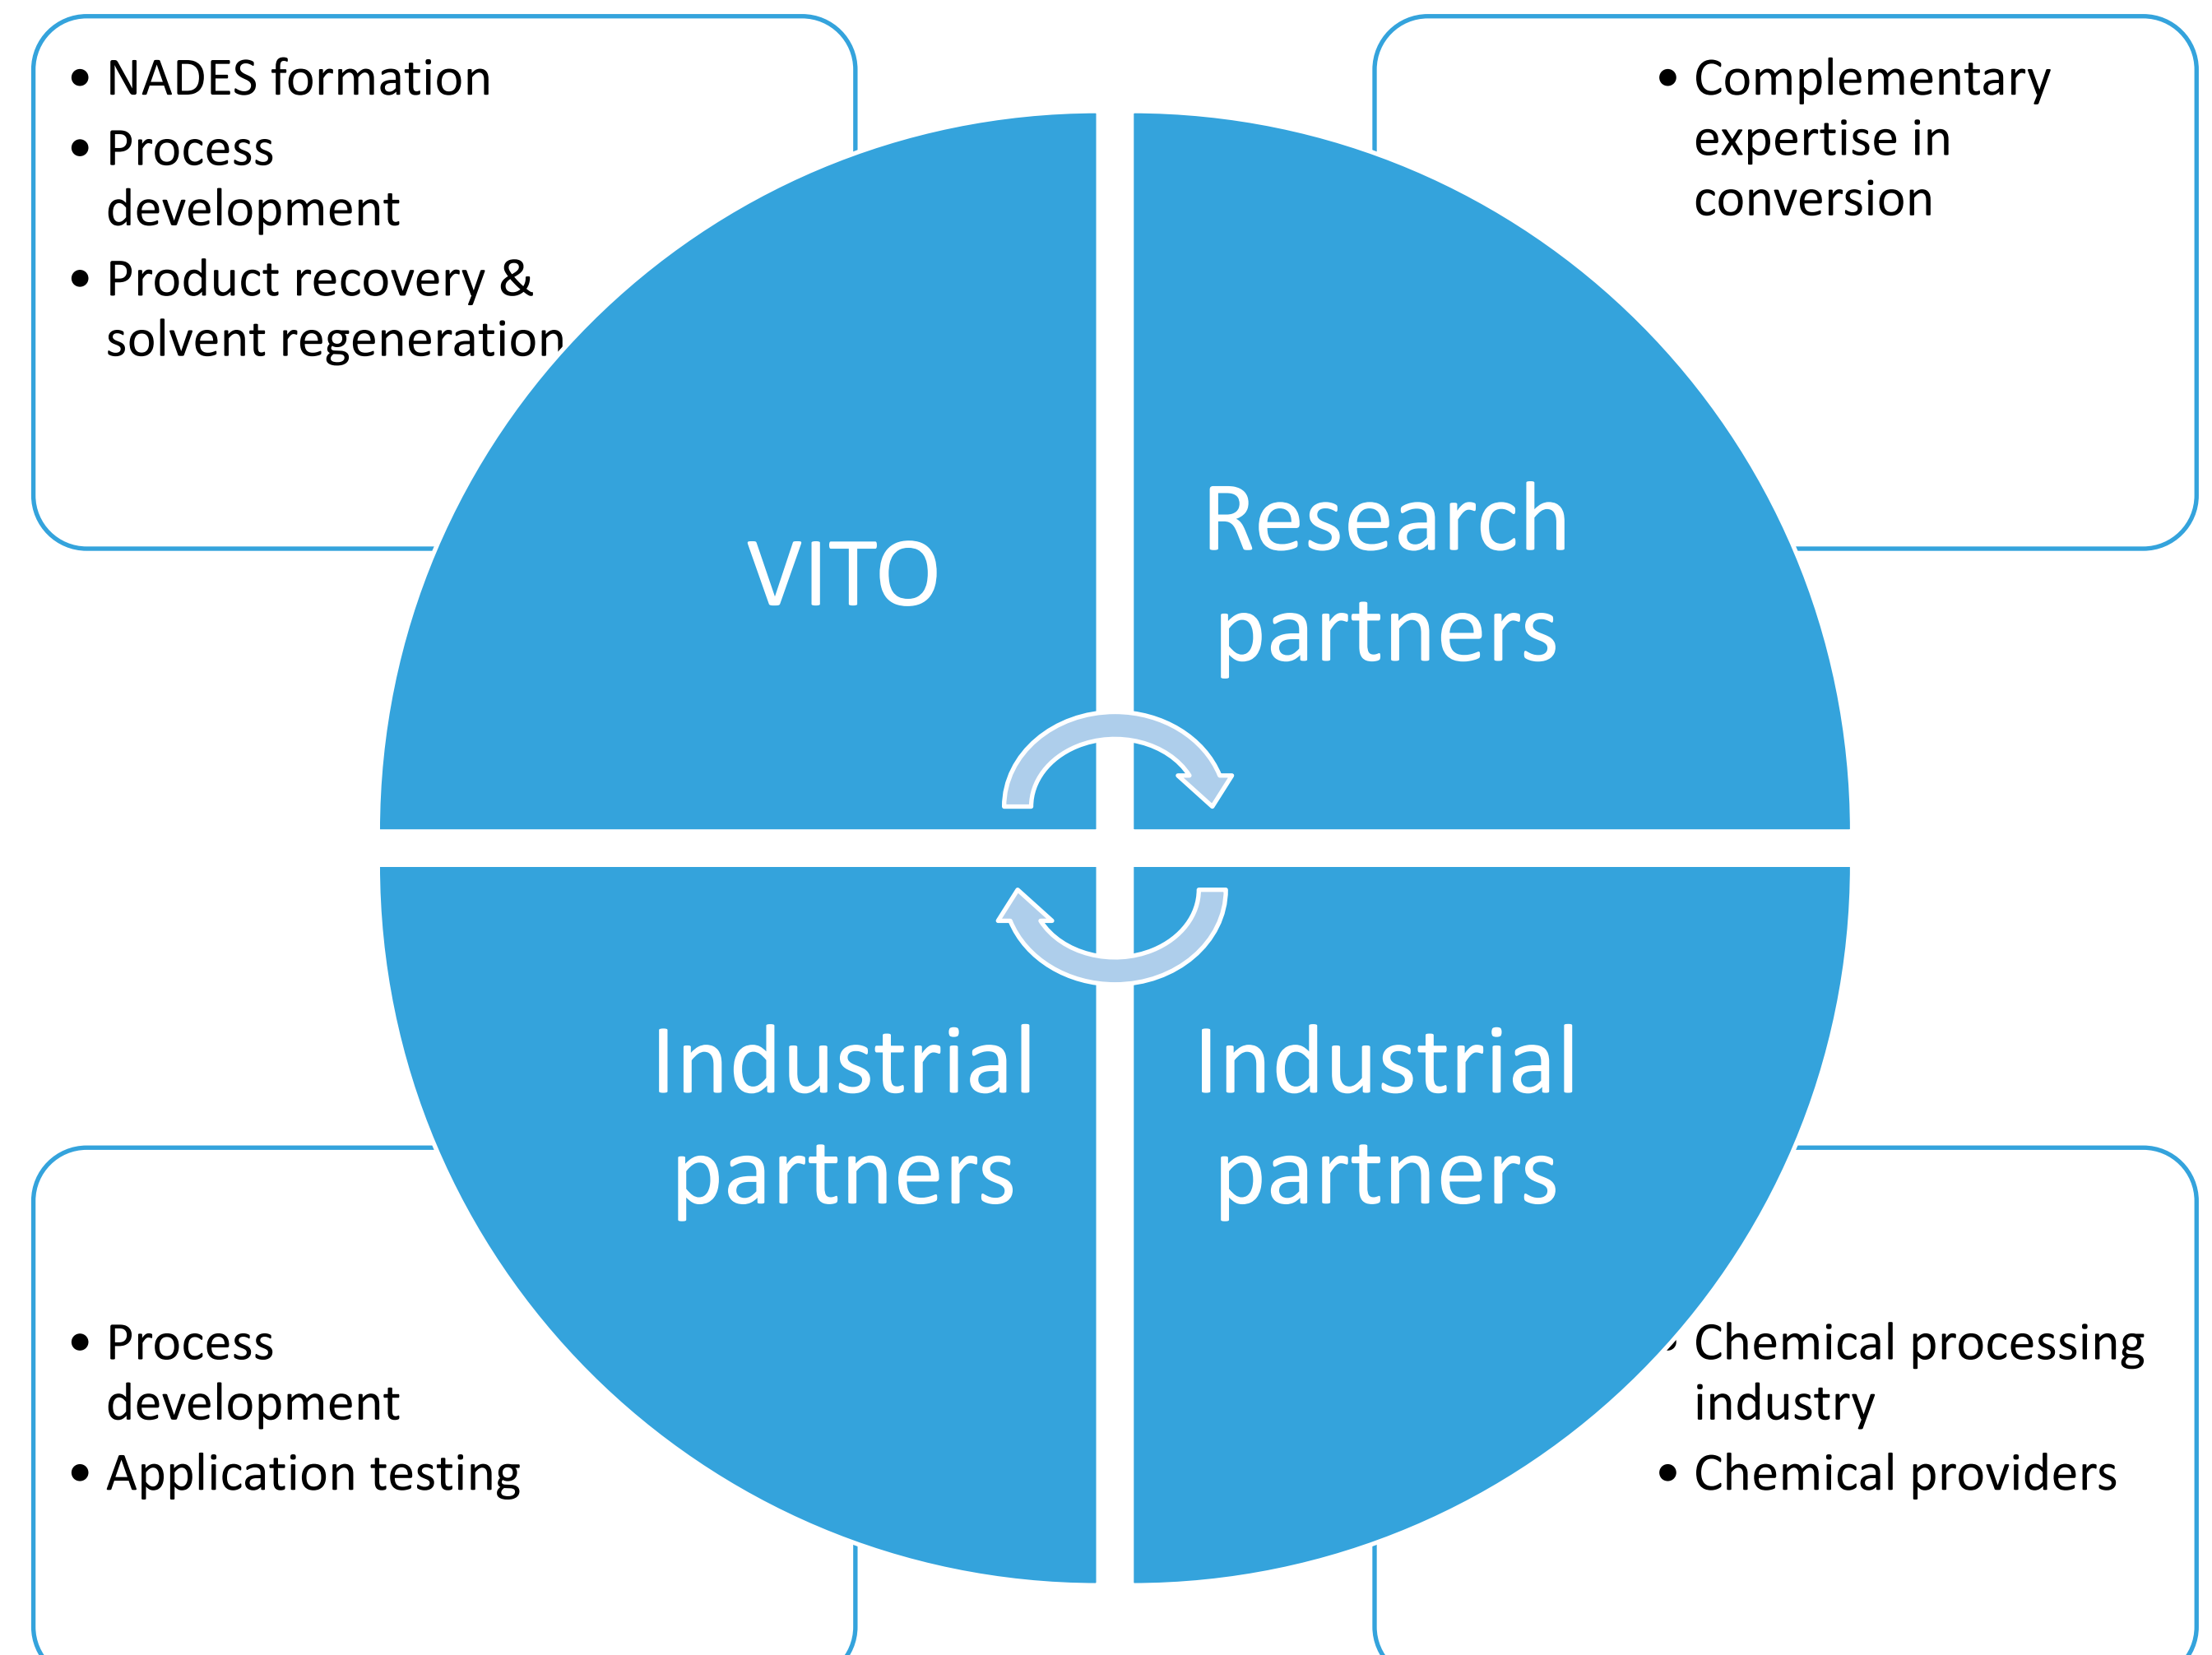 • NADES formation
• Process
development
• Product recovery &
solvent regeneration
• Complementary
expertise in
conversion
VITO
Research
partners
Industrial
partners
Industrial
partners
• Process
development
• Application testing
• Chemical processing
industry
• Chemical providers